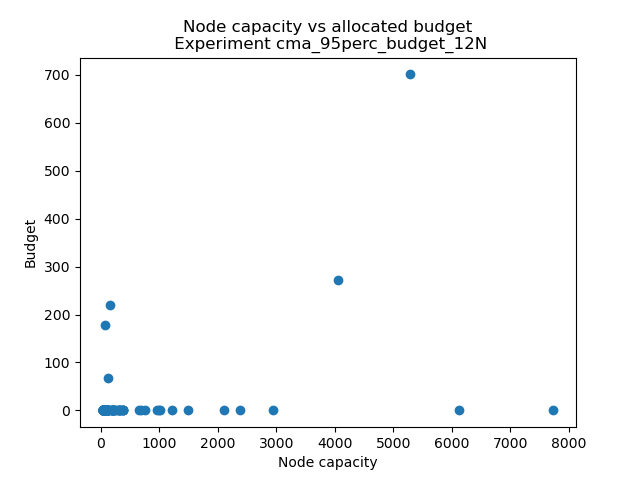 Node capacity vs allocated budget
Experiment cma_95perc_budget_12N
700
600
500
400
300
200
100
0
Budget
0 1000 2000 3000 4000 5000 6000 7000 8000
Node capacity